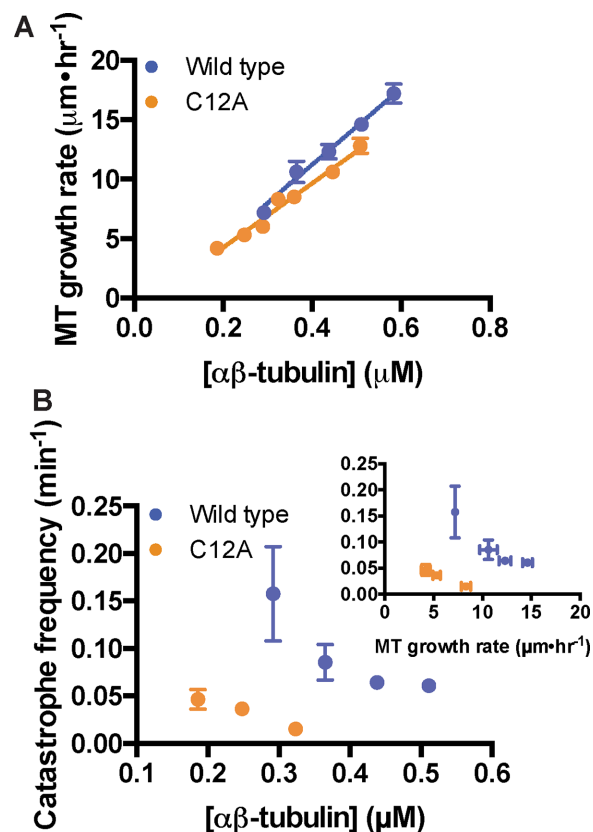 A
MT growth rate (μm•hr-1)
20
15
10
5
0
Wild type
C12A
0.0 0.2 0.4 0.6 0.8
[αβ-tubulin] (μM)
B
Catastrophe frequency (min-1)
0.25
0.20
0.15
0.10
0.05
0.00
Wild type
C12A
0.1 0.2 0.3 0.4 0.5 0.6
[αβ-tubulin] (μM)
0.25
0.20
0.15
0.10
0.05
0.00
0 5 10 15 20
MT growth rate (μm•hr-1)